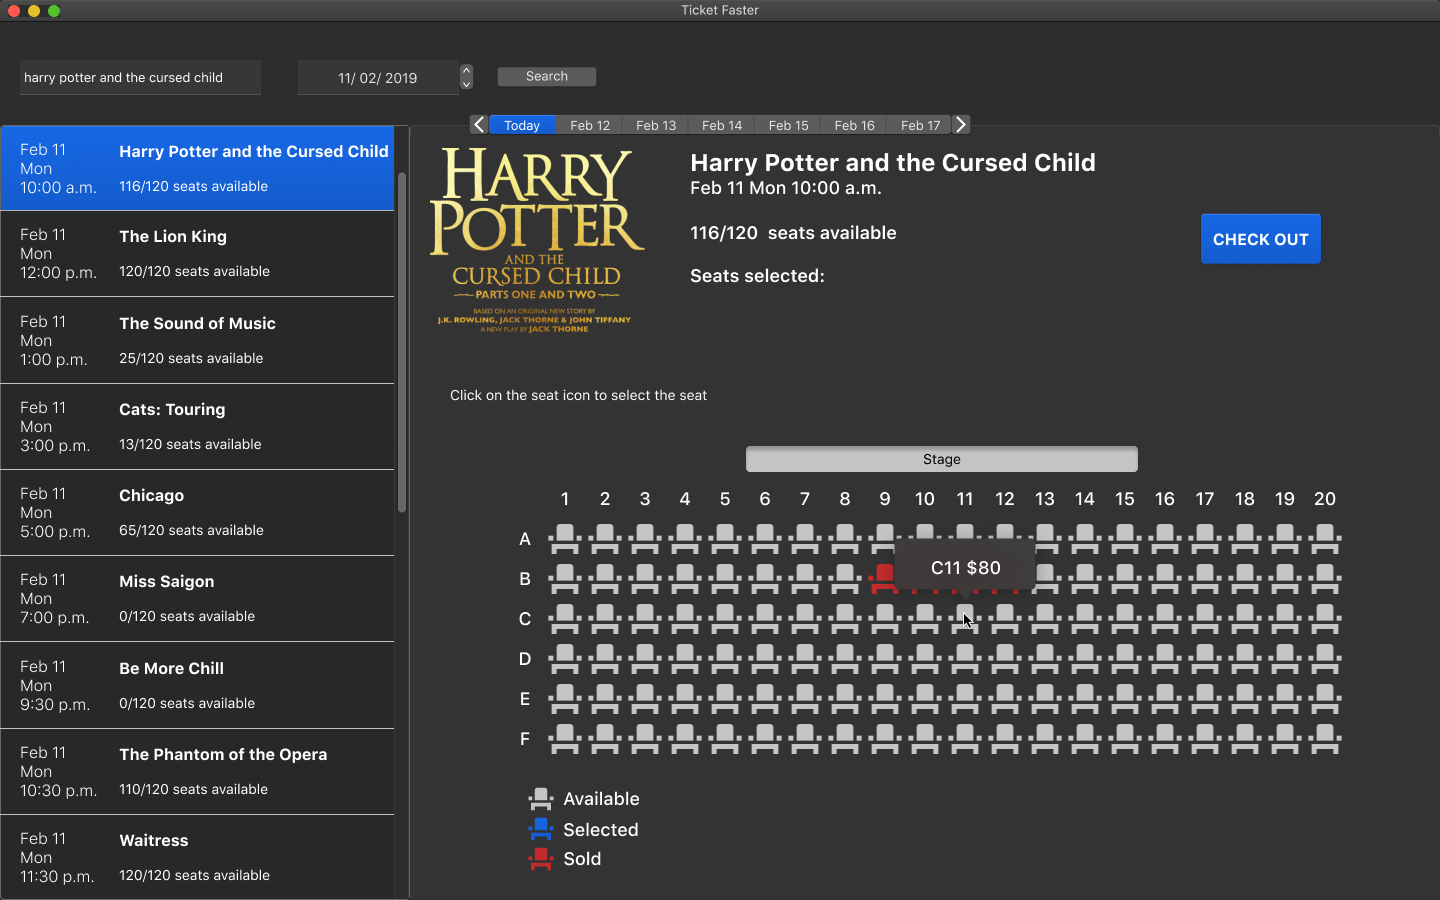 Ticket Faster
harry potter and the cursed child
11/ 02/ 2019
Search
Today Feb 12 Feb 13 Feb 14 Feb 15 Feb 16 Feb 17
Feb 11
Mon
10:00 a.m.
Harry Potter and the Cursed Child
116/120 seats available
Feb 11
Mon
12:00 p.m.
The Lion King
120/120 seats available
Feb 11
Mon
1:00 p.m.
The Sound of Music
25/120 seats available
Feb 11
Mon
3:00 p.m.
Cats: Touring
13/120 seats available
Feb 11
Mon
5:00 p.m.
Chicago
65/120 seats available
Feb 11
Mon
7:00 p.m.
Miss Saigon
0/120 seats available
Feb 11
Mon
9:30 p.m.
Be More Chill
0/120 seats available
Feb 11
Mon
10:30 p.m.
The Phantom of the Opera
110/120 seats available
Feb 11
Mon
11:30 p.m.
Waitress
120/120 seats available
HARRY
POTTER
AND THE
CURSED CHILD
PARTS ONE AND TWO
BASED ON AN ORIGINAL NEW STORY BY
J.K. ROWLING, JACK THORNE & JOHN TIFFANY
A NEW PLAY BY JACK THORNE
Harry Potter and the Cursed Child
Feb 11 Mon 10:00 a.m.
116/120 seats available
Seats selected:
CHECK OUT
Click on the seat icon to select the seat
Stage
1 2 3 4 5 6 7 8 9 10 11 12 13 14 15 16 17 18 19 20
A
B
C11 $80
C
D
E
F
Available
Selected
Sold